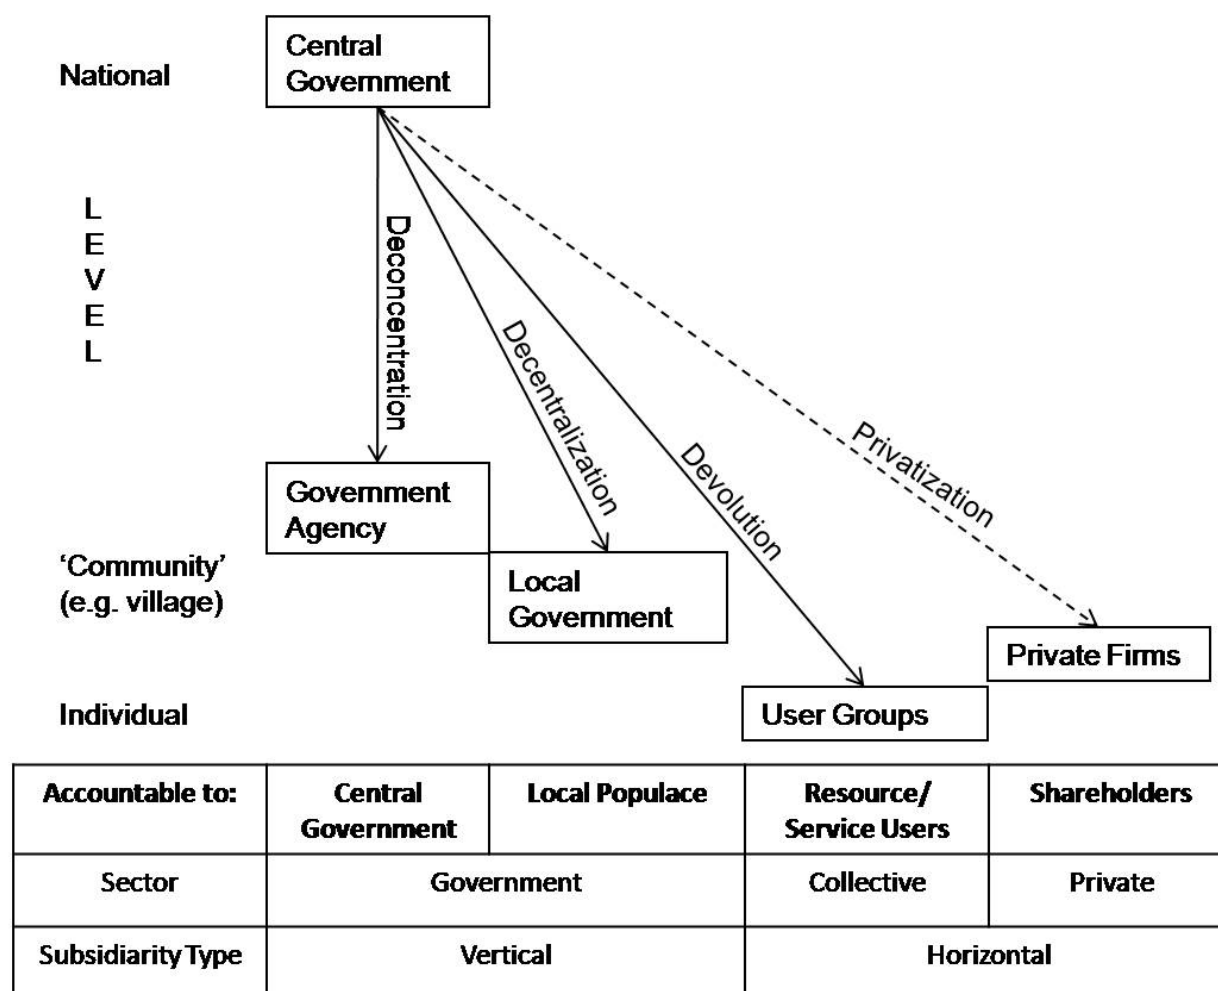 Central
Government
National
L
E
V
E
L
Deconcentration
Decentralization
Devolution
Privatization
Government
Agency
'Community'
(e.g. village)
Local
Government
Private Firms
Individual
User Groups
Accountable to:
Central
Government
Local Populace
Resource/
Service Users
Shareholders
Sector
Government
Collective
Private
Subsidiarity Type
Vertical
Horizontal